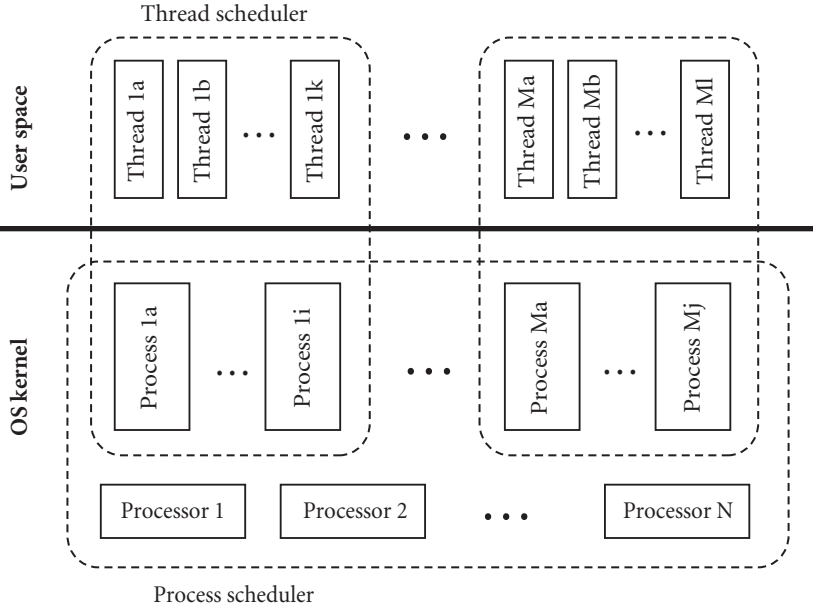 Thread scheduler
User space
Thread 1a
Thread 1b
...
Thread 1k
...
Thread Ma
Thread Mb
...
Thread Ml
OS kernel
Process 1a
...
Process 1i
...
Process Ma
...
Process Mj
Processor 1
Processor 2
...
Processor N
Process scheduler